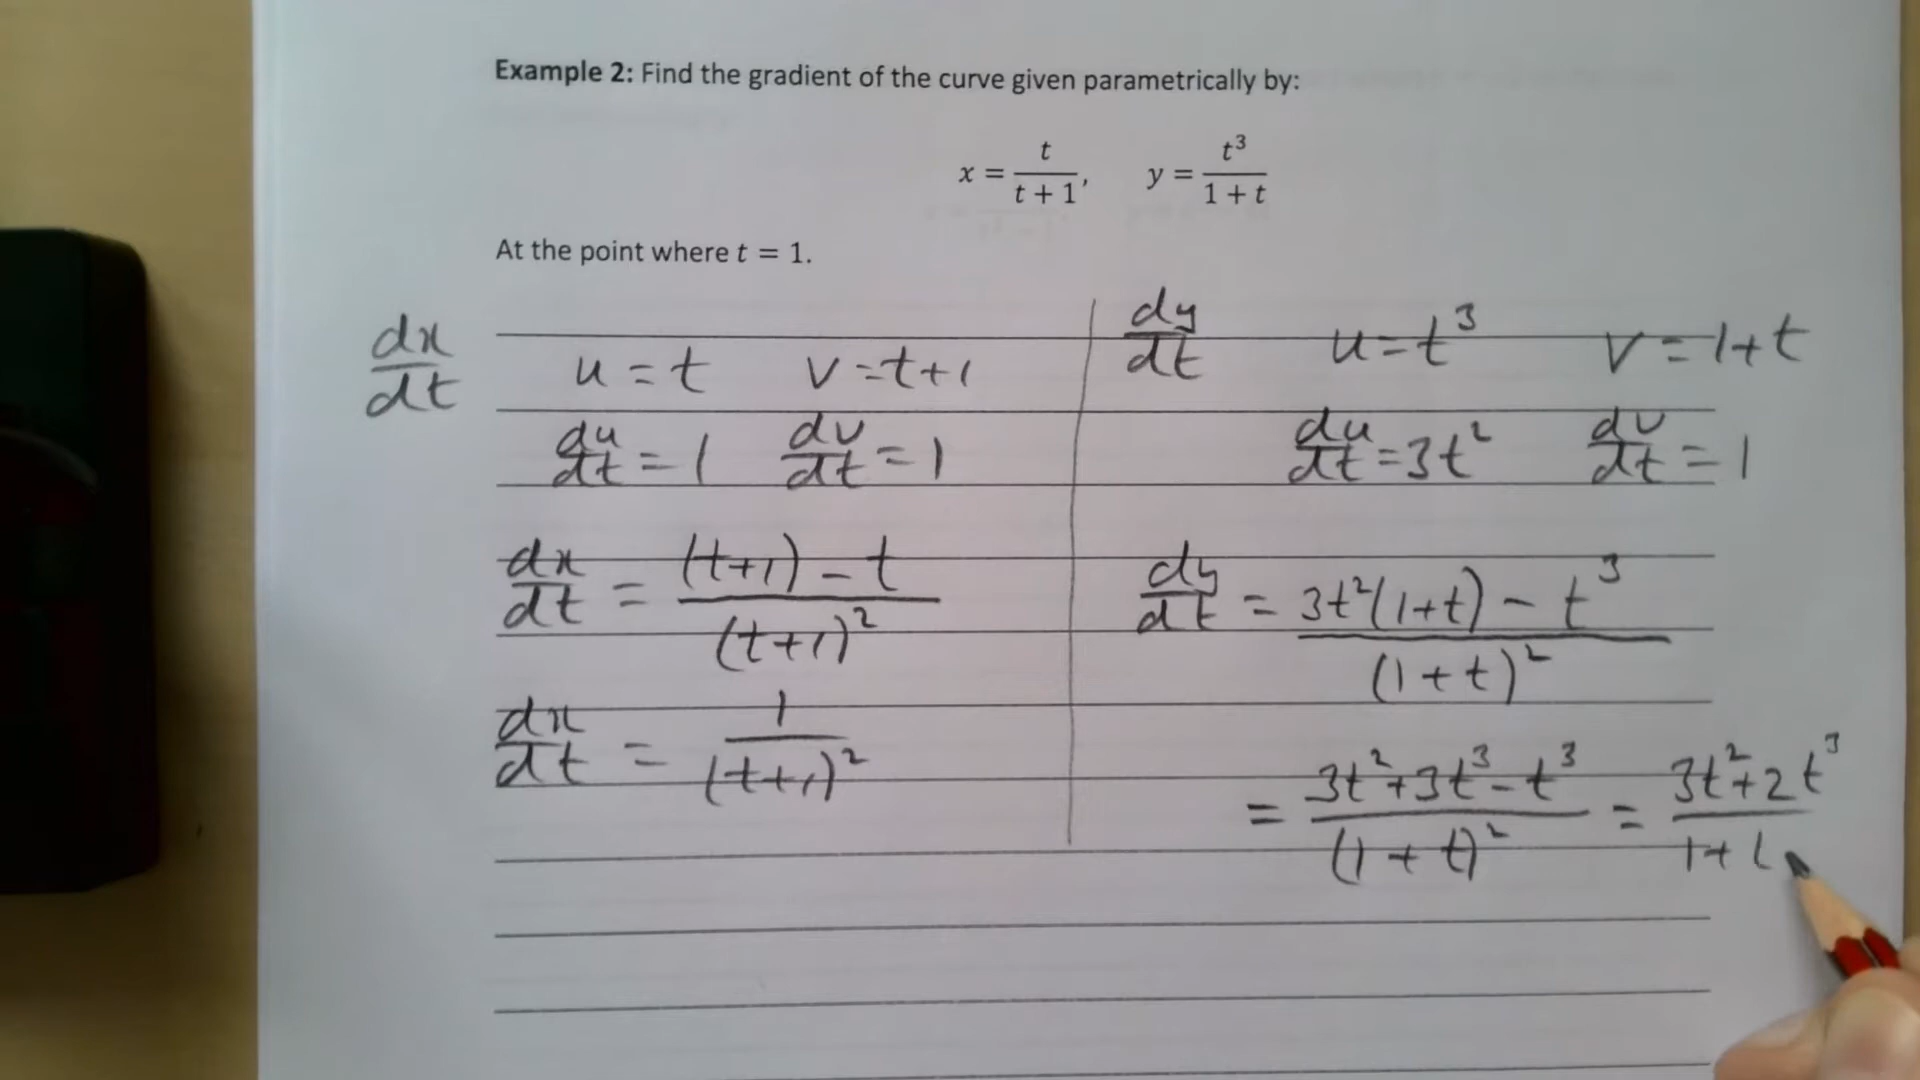 Example 2: Find the gradient of the curve given parametrically by:
x = t/(t + 1), y = t³/(1 + t)
At the point where t = 1.
dx/dt u = t v = t+1
du/dt = 1 dv/dt = 1
dx/dt = ((t+1) - t)/(t+1)²
dx/dt = 1/(t+1)²
dy/dt u = t³ v = 1+t
du/dt = 3t² dv/dt = 1
dy/dt = (3t²(1+t) - t³)/(1+t)²
= (3t²+3t³-t³)/(1+t)² = (3t²+2t³)/1+